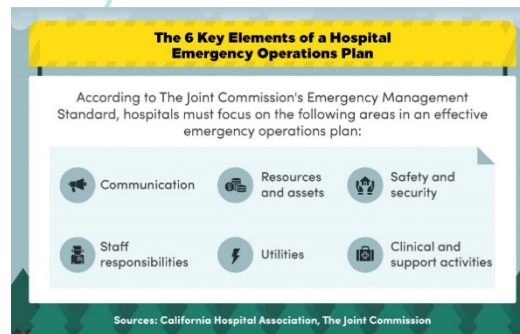 The 6 Key Elements of a Hospital
Emergency Operations Plan
According to The Joint Commission's Emergency Management
Standard, hospitals must focus on the following areas in an effective
emergency operations plan:
Communication
Resources
and assets
Safety and
security
Staff
responsibilities
Utilities
Clinical and
support activities
Sources: California Hospital Association, The Joint Commission